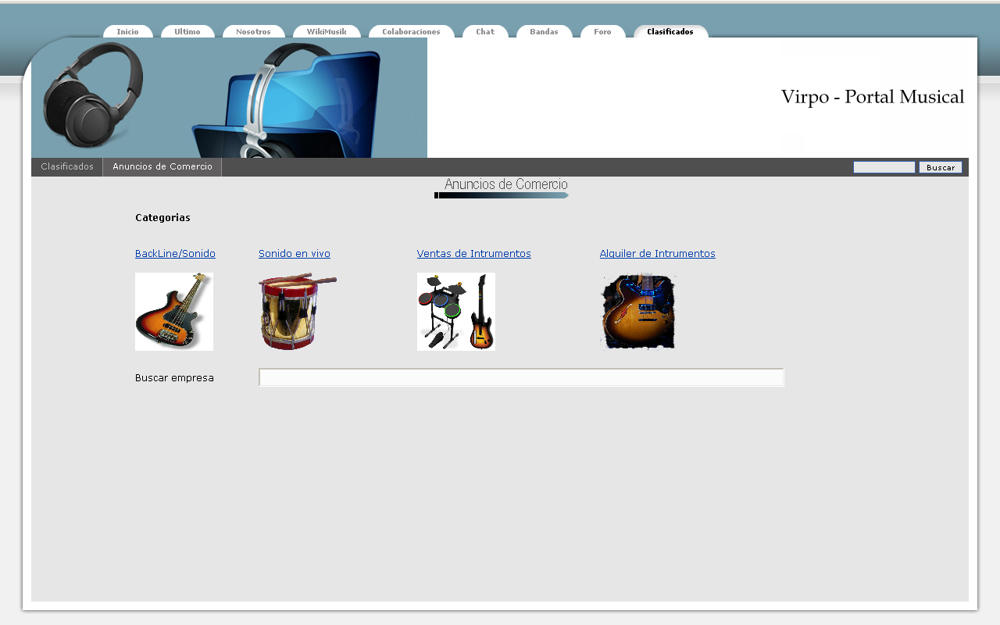 Inicio Ultimo Nosotros WikiMusik Colaboraciones Chat Bandas Foro Clasificados
Virpo - Portal Musical
Clasificados Anuncios de Comercio Buscar
Anuncios de Comercio
Categorias
BackLine/Sonido Sonido en vivo Ventas de Intrumentos Alquiler de Intrumentos
Buscar empresa